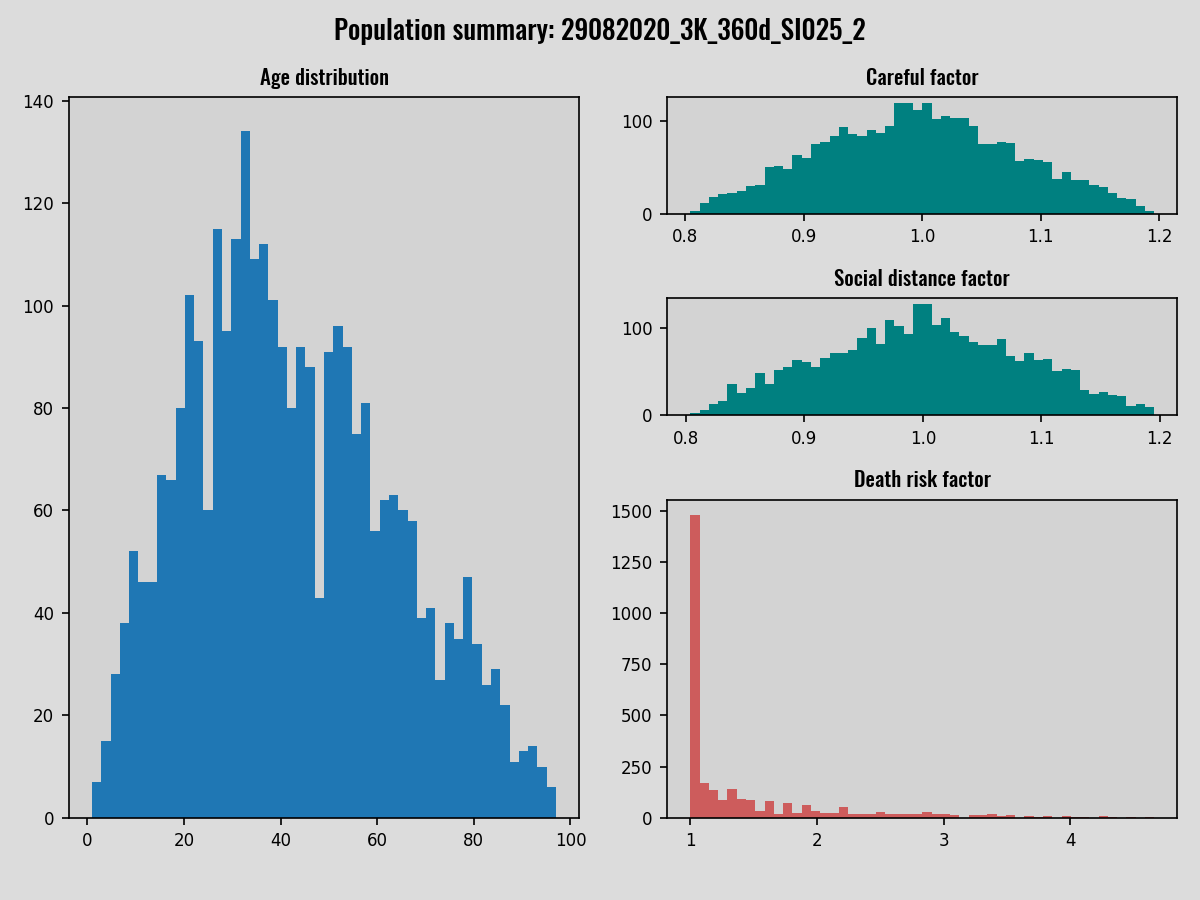 Population summary: 29082020_3K_360d_SI025_2
Age distribution
140
120
100
80
60
40
20
0
0 20 40 60 80 100
Careful factor
100
0
0.8 0.9 1.0 1.1 1.2
Social distance factor
100
0
0.8 0.9 1.0 1.1 1.2
Death risk factor
1500
1250
1000
750
500
250
0
1 2 3 4